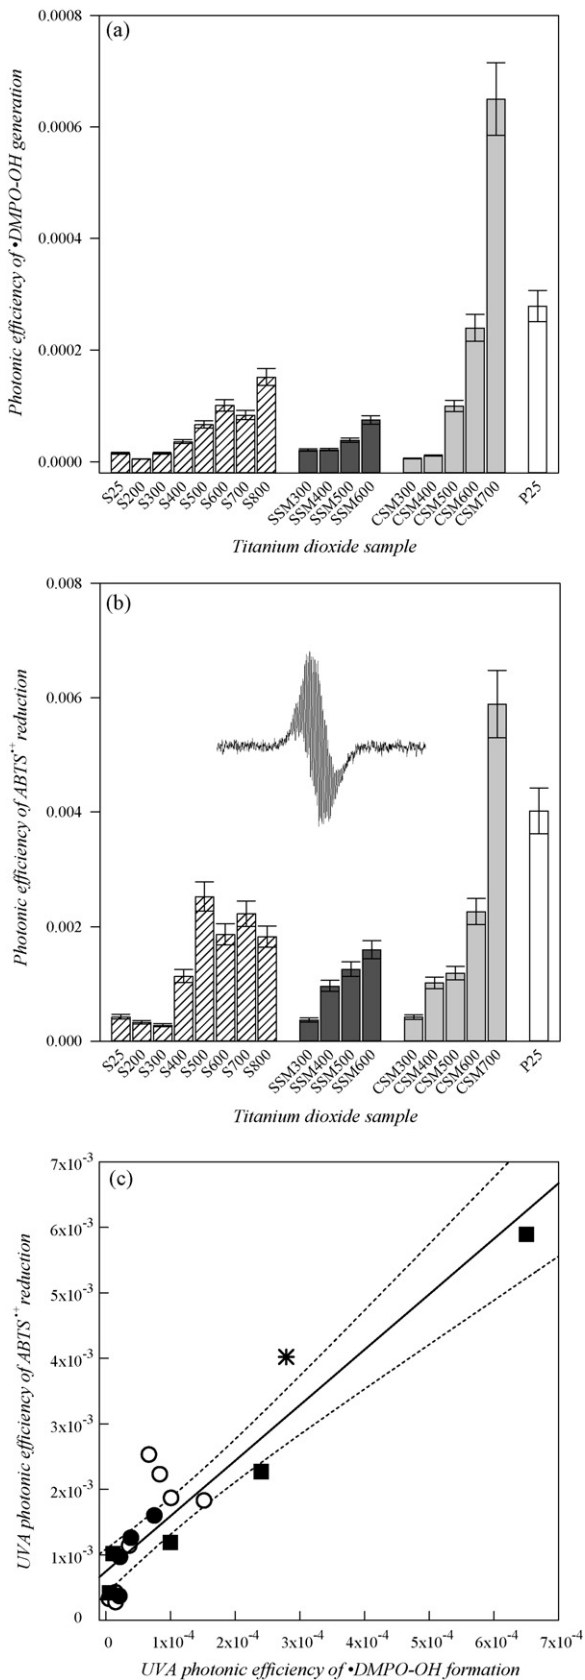 (a)
Photonic efficiency of •DMPO-OH generation
0.0008
0.0006
0.0004
0.0002
0.0000
S25
S200
S300
S400
S500
S600
S700
S800
SSM300
SSM400
SSM500
SSM600
CSM300
CSM400
CSM500
CSM600
CSM700
P25
Titanium dioxide sample
(b)
Photonic efficiency of ABTS•+ reduction
0.008
0.006
0.004
0.002
0.000
S25
S200
S300
S400
S500
S600
S700
S800
SSM300
SSM400
SSM500
SSM600
CSM300
CSM400
CSM500
CSM600
CSM700
P25
Titanium dioxide sample
(c)
UVA photonic efficiency of ABTS•+ reduction
7x10-3
6x10-3
5x10-3
4x10-3
3x10-3
2x10-3
1x10-3
0
0 1x10-4 2x10-4 3x10-4 4x10-4 5x10-4 6x10-4 7x10-4
UVA photonic efficiency of •DMPO-OH formation